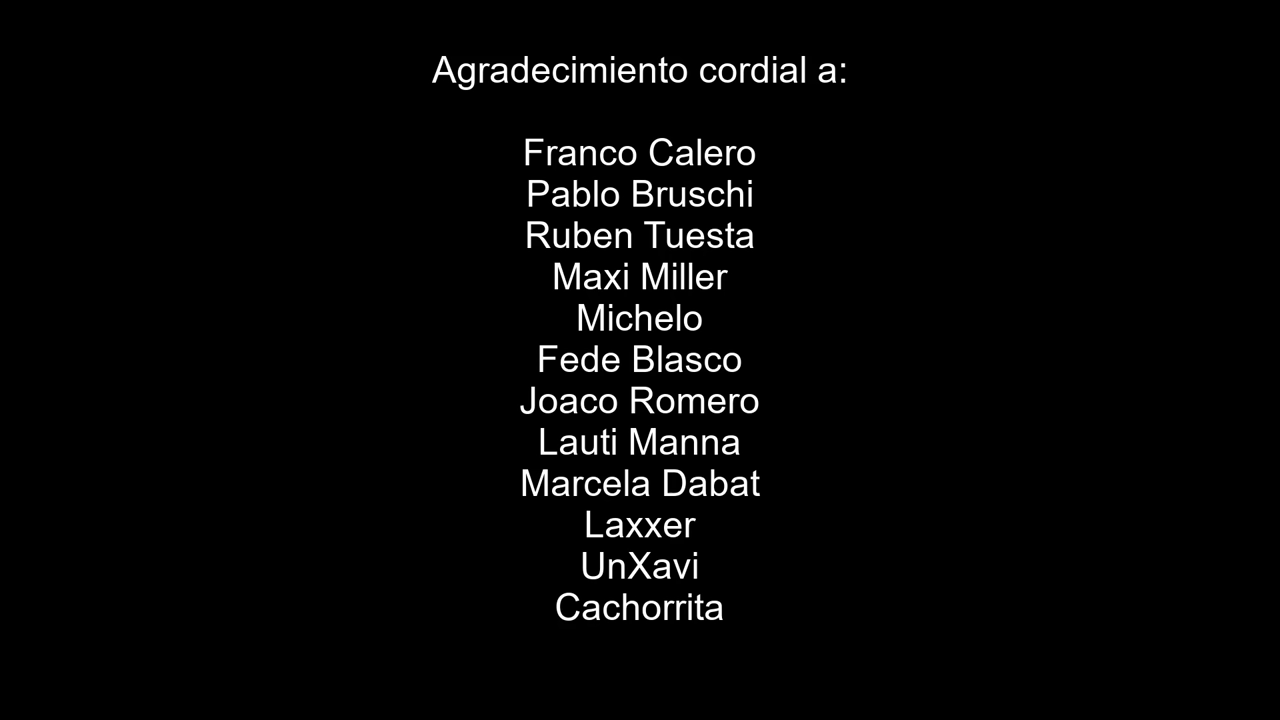 Agradecimiento cordial a:
Franco Calero
Pablo Bruschi
Ruben Tuesta
Maxi Miller
Michelo
Fede Blasco
Joaco Romero
Lauti Manna
Marcela Dabat
Laxxer
UnXavi
Cachorrita